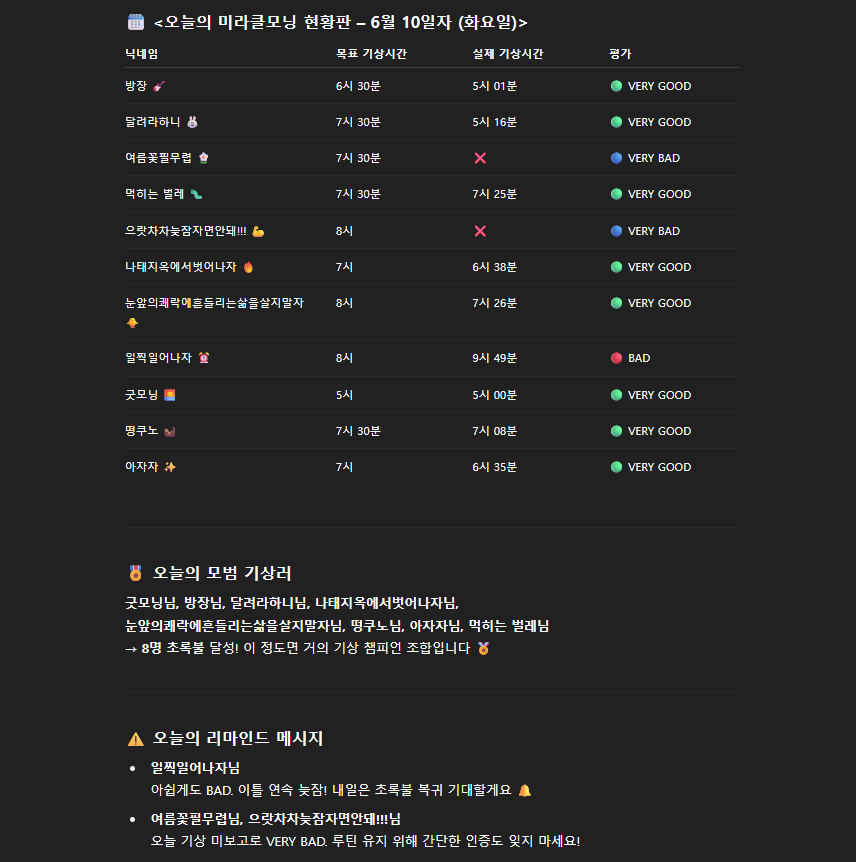 🗓️ <오늘의 미라클모닝 현황판 – 6월 10일자 (화요일)>
닉네임 목표 기상시간 실제 기상시간 평가
방장 🎸 6시 30분 5시 01분 🟢 VERY GOOD
달려라하니 🐰 7시 30분 5시 16분 🟢 VERY GOOD
여름꽃필무렵 🌸 7시 30분 ❌ 🔵 VERY BAD
먹히는 벌레 🐛 7시 30분 7시 25분 🟢 VERY GOOD
으랏차차늦잠자면안돼!!! 💪 8시 ❌ 🔵 VERY BAD
나태지옥에서벗어나자 🔥 7시 6시 38분 🟢 VERY GOOD
눈앞의쾌락에흔들리는삶을살지말자 8시 7시 26분 🟢 VERY GOOD
🐥
일찍일어나자 ⏰ 8시 9시 49분 🔴 BAD
굿모닝 🌅 5시 5시 00분 🟢 VERY GOOD
떵쿠노 7시 30분 7시 08분 🟢 VERY GOOD
아자자 ✨ 7시 6시 35분 🟢 VERY GOOD
🎖️ 오늘의 모범 기상러
굿모닝님, 방장님, 달려라하니님, 나태지옥에서벗어나자님,
눈앞의쾌락에흔들리는삶을살지말자님, 떵쿠노님, 아자자님, 먹히는 벌레님
→ 8명 초록불 달성! 이 정도면 거의 기상 챔피언 조합입니다 🏅
⚠️ 오늘의 리마인드 메시지
• 일찍일어나자님
아쉽게도 BAD. 이틀 연속 늦잠! 내일은 초록불 복귀 기대할게요 🔔
• 여름꽃필무렵님, 으랏차차늦잠자면안돼!!!님
오늘 기상 미보고로 VERY BAD. 루틴 유지 위해 간단한 인증도 잊지 마세요!